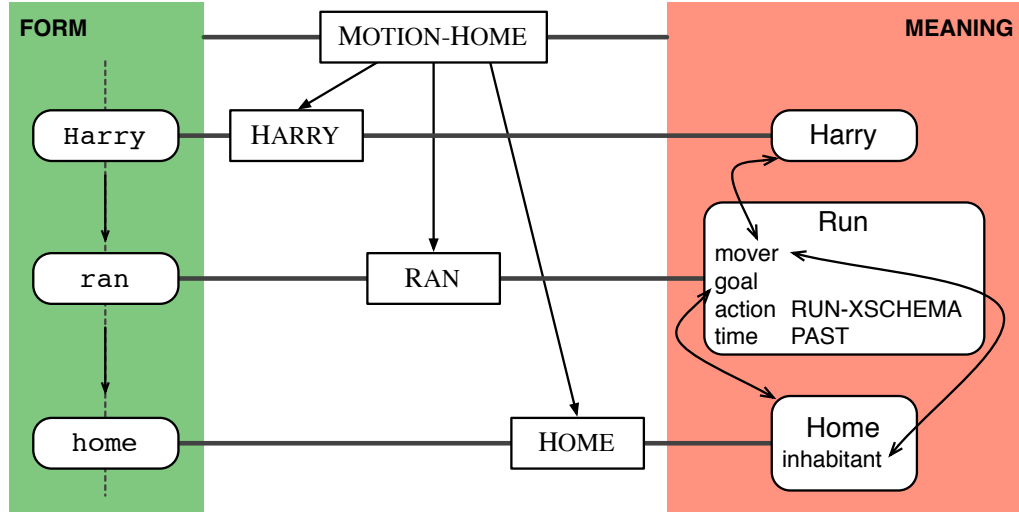 FORM
MOTION-HOME
MEANING
Harry
HARRY
Harry
Run
mover
goal
ran
RAN
action RUN-XSCHEMA
time PAST
home
HOME
Home
inhabitant